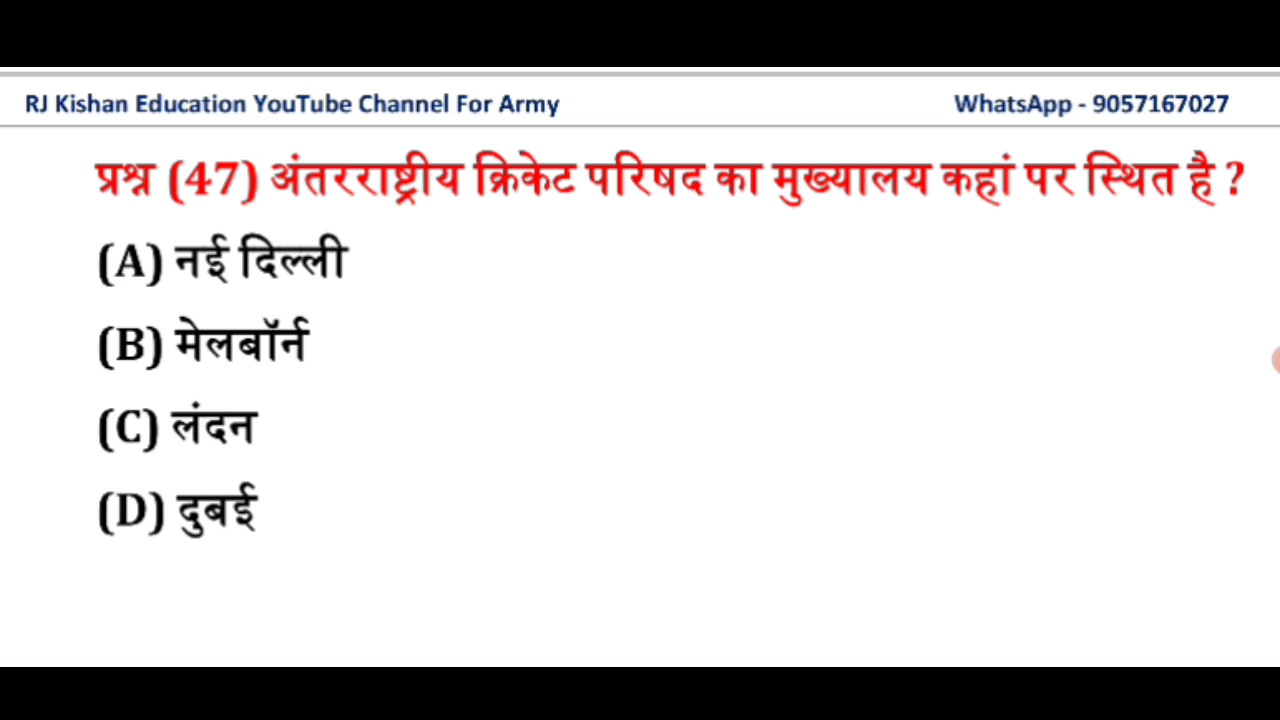 RJ Kishan Education YouTube Channel For Army WhatsApp - 9057167027
प्रश्न (47) अंतरराष्ट्रीय क्रिकेट परिषद का मुख्यालय कहां पर स्थित है ?
(A) नई दिल्ली
(B) मेलबॉर्न
(C) लंदन
(D) दुबई